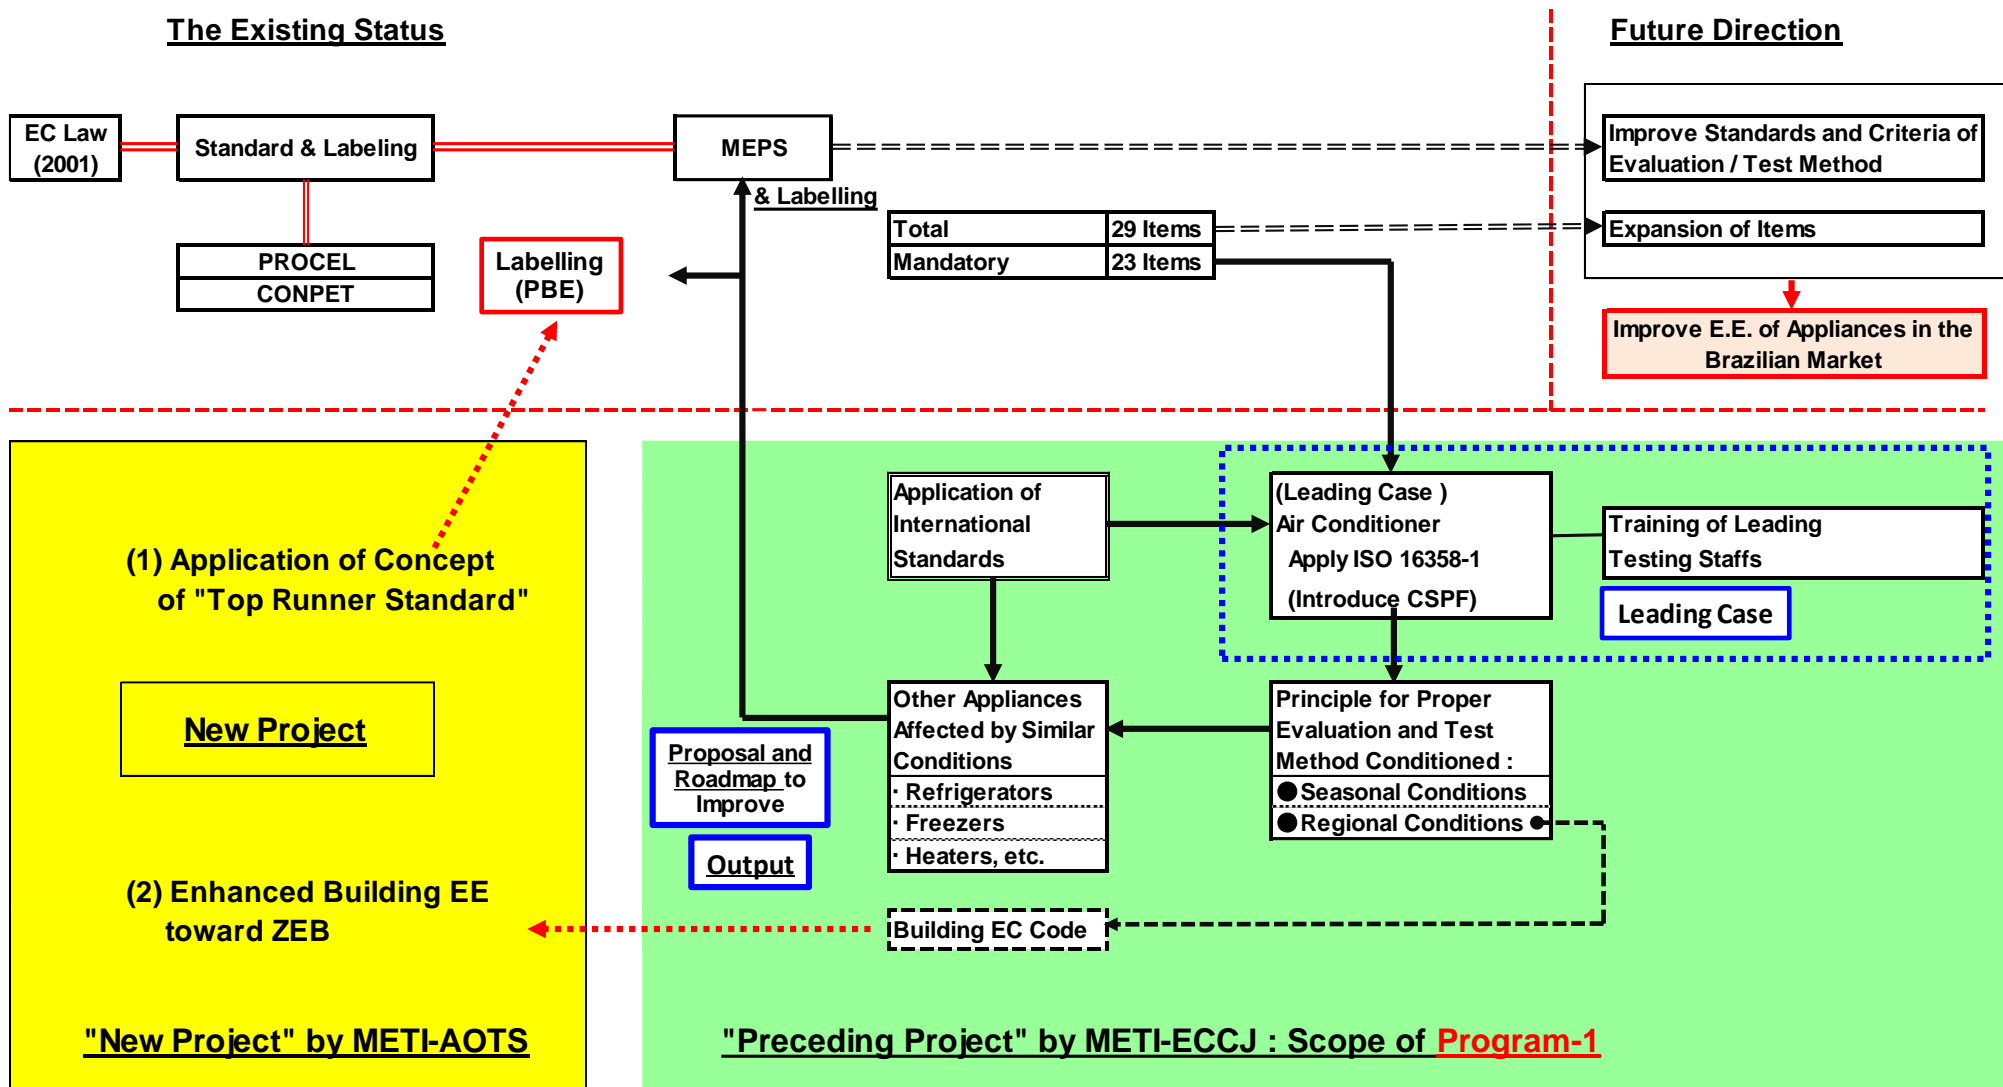 The Existing Status
Future Direction
EC Law
(2001)
Standard & Labeling
MEPS
& Labelling
Improve Standards and Criteria of
Evaluation / Test Method
Expansion of Items
Total 29 Items
Mandatory 23 Items
PROCEL
CONPET
Labelling
(PBE)
Improve E.E. of Appliances in the
Brazilian Market
(1) Application of Concept
of "Top Runner Standard"
New Project
(2) Enhanced Building EE
toward ZEB
"New Project" by METI-AOTS
Application of
International
Standards
(Leading Case )
Air Conditioner
Apply ISO 16358-1
(Introduce CSPF)
Training of Leading
Testing Staffs
Leading Case
Proposal and
Roadmap to
Improve
Output
Other Appliances
Affected by Similar
Conditions
· Refrigerators
· Freezers
· Heaters, etc.
Principle for Proper
Evaluation and Test
Method Conditioned :
● Seasonal Conditions
● Regional Conditions
Building EC Code
"Preceding Project" by METI-ECCJ : Scope of Program-1